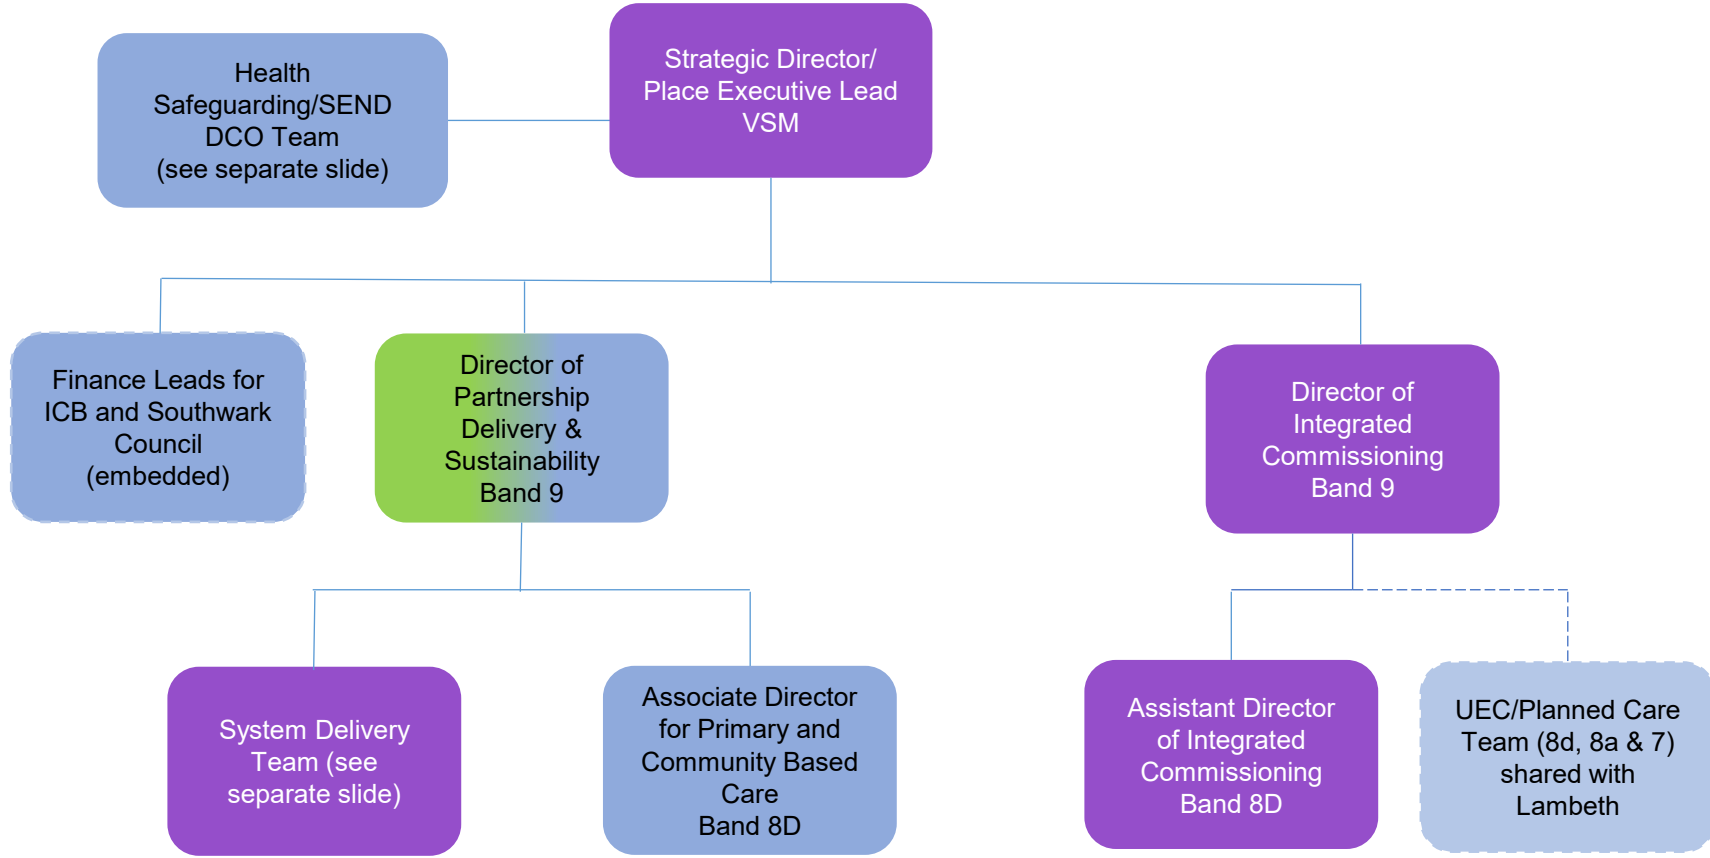 Health
Safeguarding/SEND
DCO Team
(see separate slide)
Strategic Director/
Place Executive Lead
VSM
Finance Leads for
ICB and Southwark
Council
(embedded)
Director of
Partnership
Delivery &
Sustainability
Band 9
Director of
Integrated
Commissioning
Band 9
System Delivery
Team (see
separate slide)
Associate Director
for Primary and
Community Based
Care
Band 8D
Assistant Director
of Integrated
Commissioning
Band 8D
UEC/Planned Care
Team (8d, 8a & 7)
shared with
Lambeth